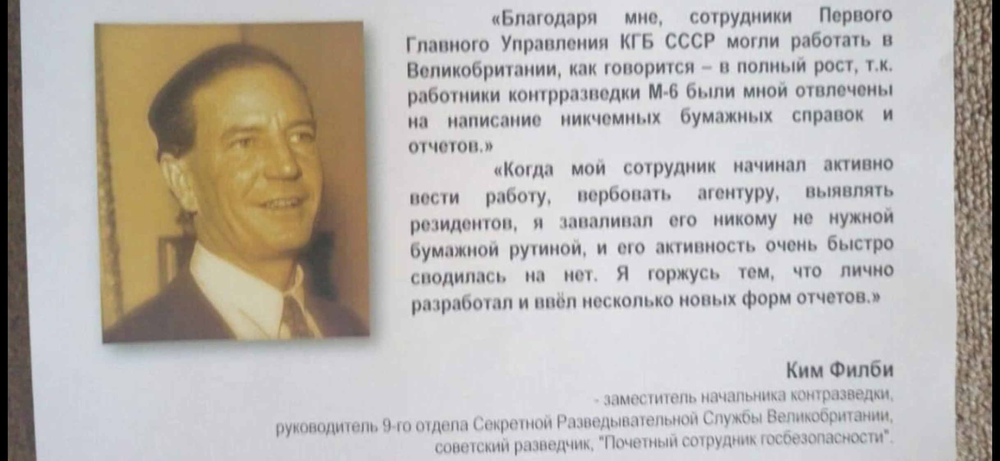 «Благодаря мне, сотрудники Первого
Главного Управления КГБ СССР могли работать в
Великобритании, как говорится – в полный рост, т.к.
работники контрразведки М-6 были мной отвлечены
на написание никчемных бумажных справок и
отчетов.»
«Когда мой сотрудник начинал активно
вести работу, вербовать агентуру, выявлять
резидентов, я заваливал его никому не нужной
бумажной рутиной, и его активность очень быстро
сводилась на нет. Я горжусь тем, что лично
разработал и ввёл несколько новых форм отчетов.»
Ким Филби
- заместитель начальника контразведки,
руководитель 9-го отдела Секретной Разведывательной Службы Великобритании,
советский разведчик, "Почетный сотрудник госбезопасности".